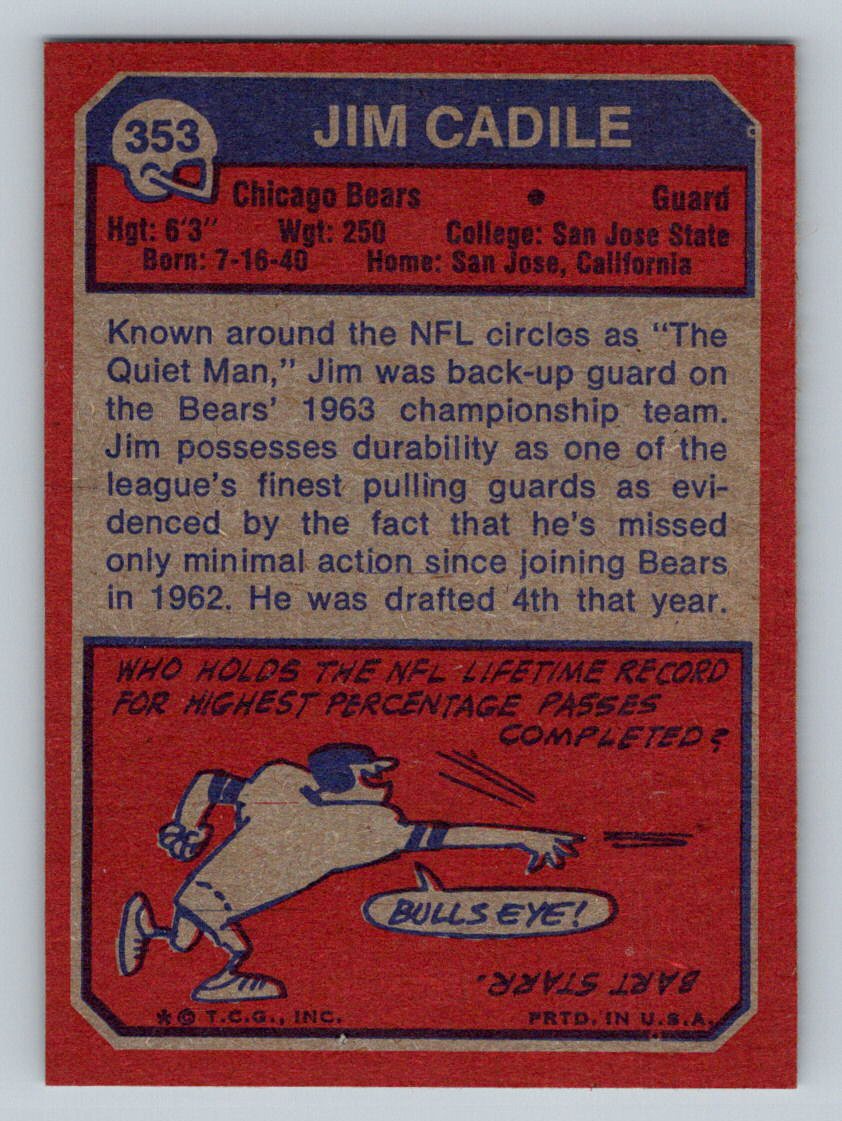 353
JIM CADILE
Chicago Bears • Guard
Hgt: 6'3" Wgt: 250 College: San Jose State
Born: 7-16-40 Home: San Jose, California
Known around the NFL circles as "The
Quiet Man," Jim was back-up guard on
the Bears' 1963 championship team.
Jim possesses durability as one of the
league's finest pulling guards as evi-
denced by the fact that he's missed
only minimal action since joining Bears
in 1962. He was drafted 4th that year.
WHO HOLDS THE NFL LIFETIME RECORD
FOR HIGHEST PERCENTAGE PASSES
COMPLETED?
BULLSEYE!
BART STARR.
*© T.C.G., INC. PRTD. IN U.S.A.